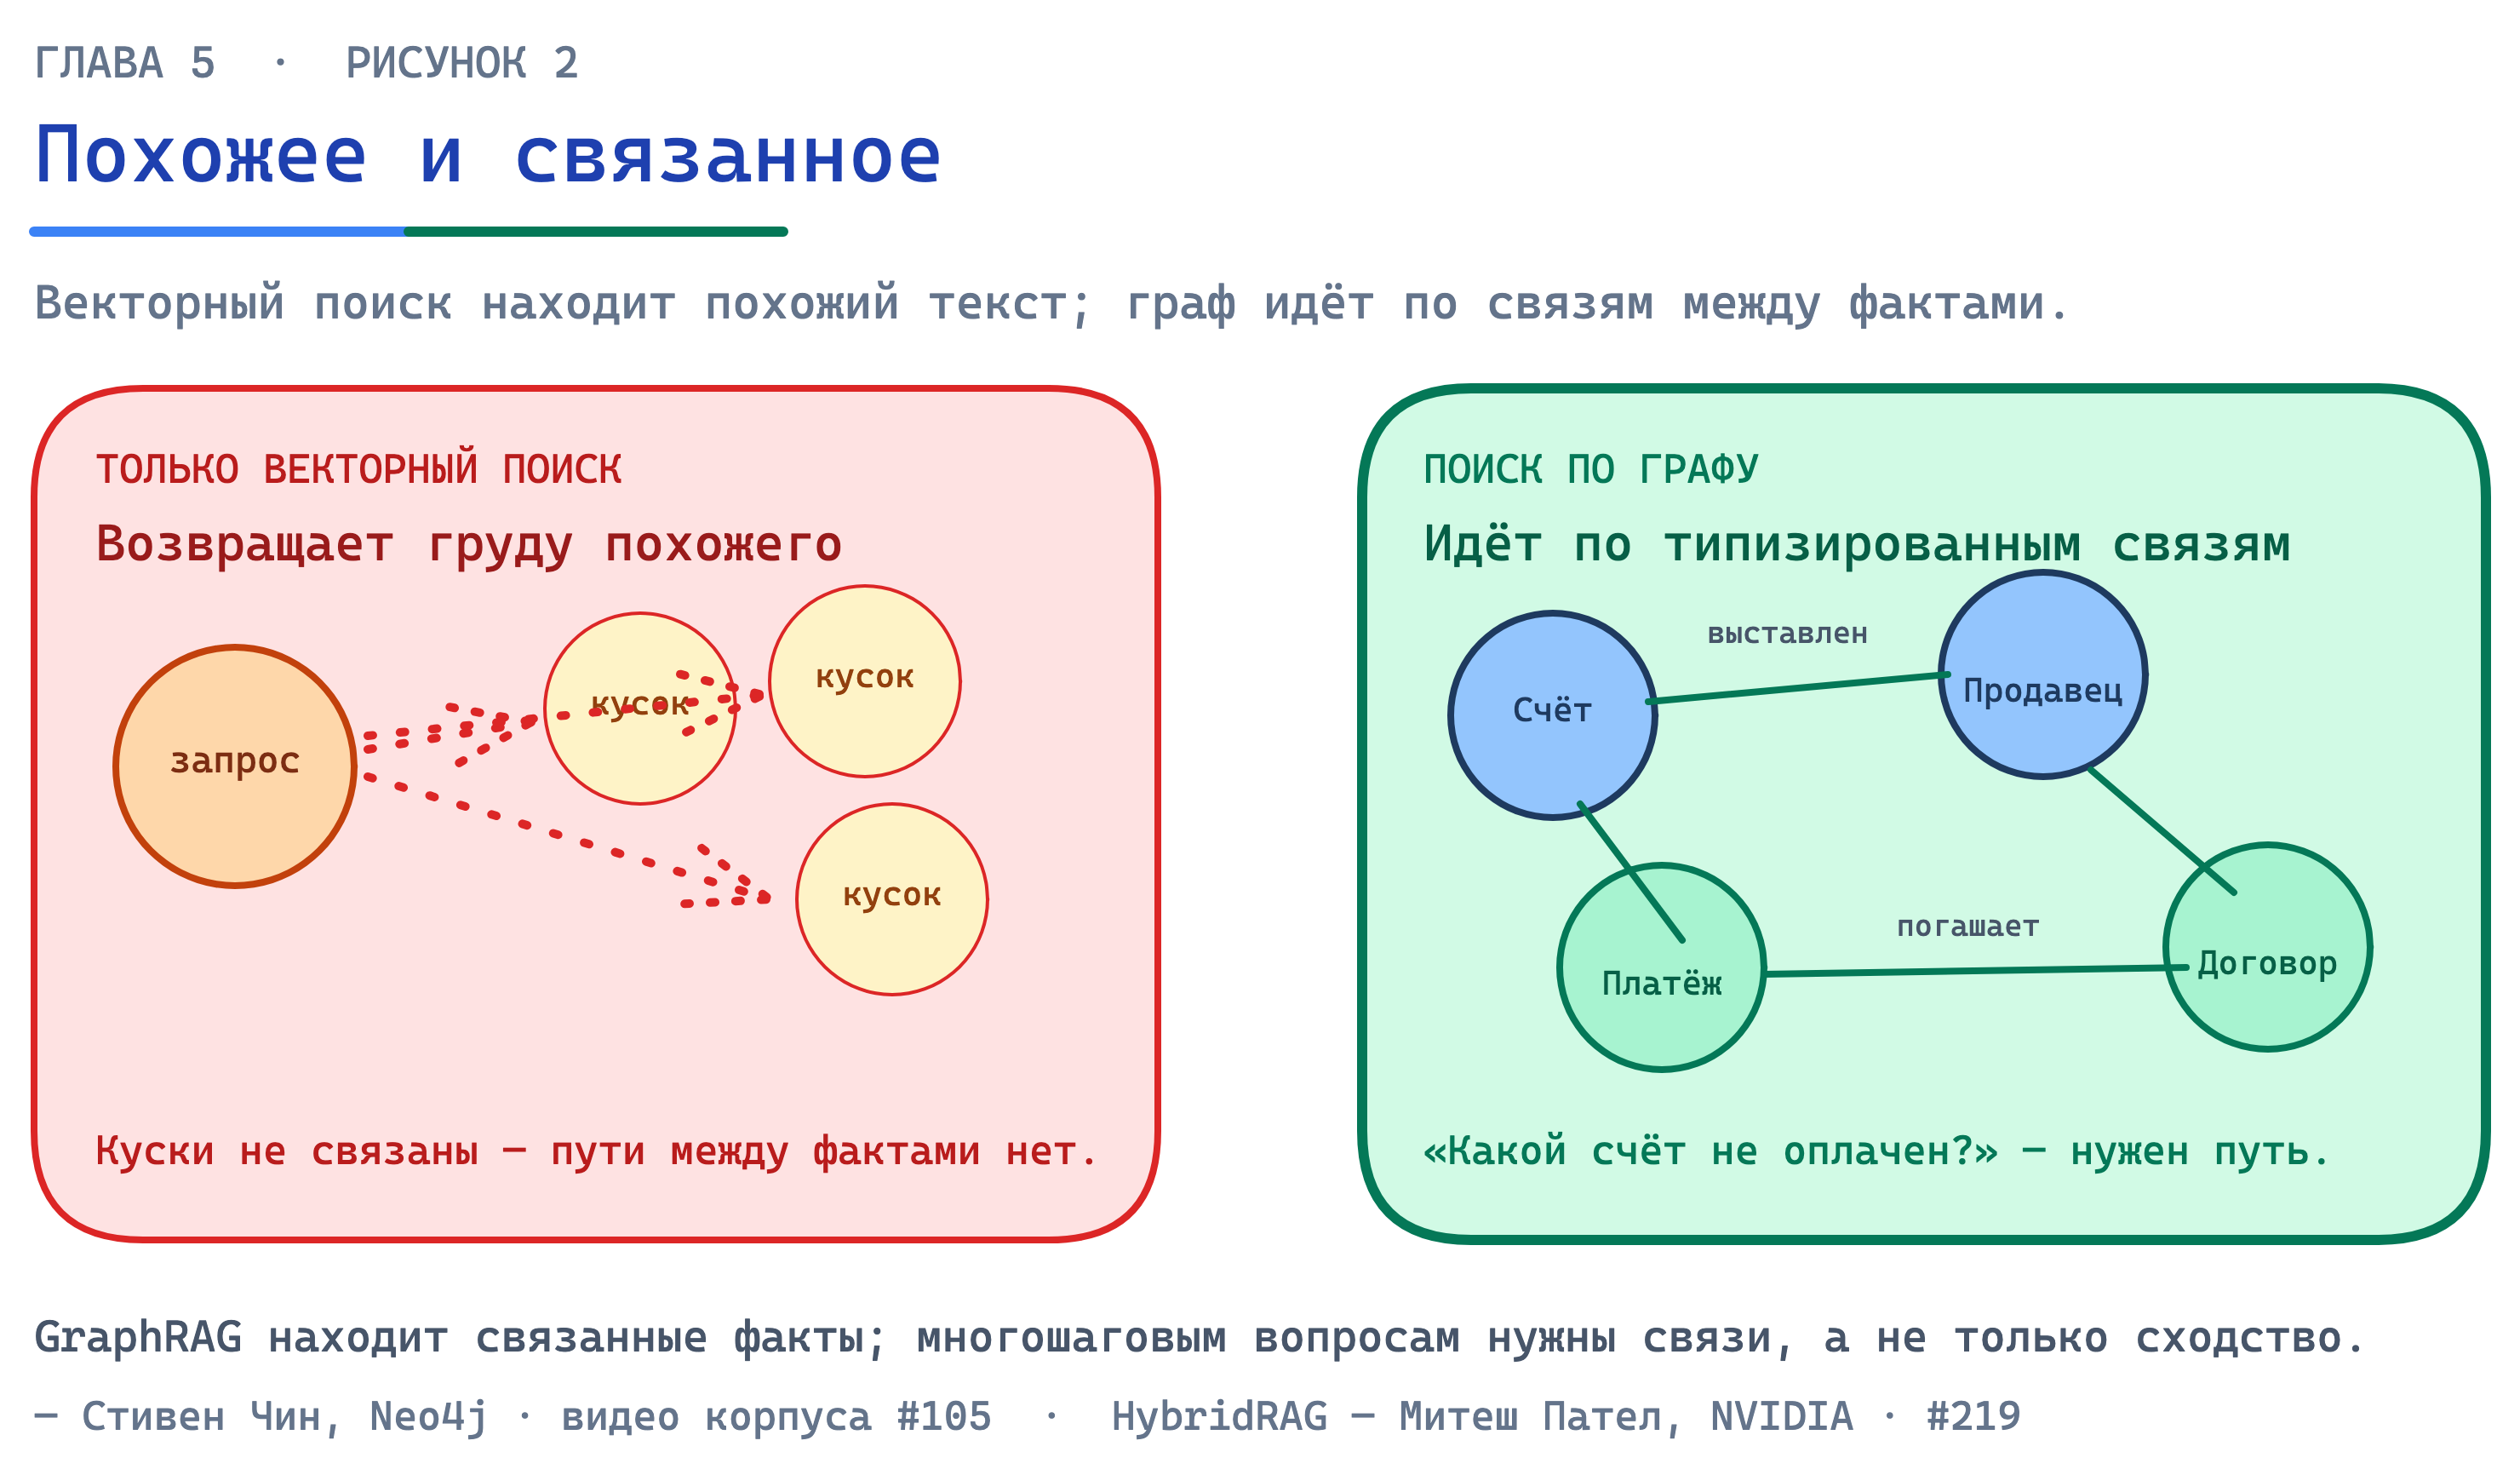 ГЛАВА 5 · РИСУНОК 2
Похожее и связанное
Векторный поиск находит похожий текст; граф идёт по связям между фактами.
ТОЛЬКО ВЕКТОРНЫЙ ПОИСК
Возвращает груду похожего
запрос
кусок
кусок
кусок
Куски не связаны — пути между фактами нет.
ПОИСК ПО ГРАФУ
Идёт по типизированным связям
Счёт
выставлен
Продавец
Платёж
погашает
Договор
«Какой счёт не оплачен?» — нужен путь.
GraphRAG находит связанные факты; многошаговым вопросам нужны связи, а не только сходство.
— Стивен Чин, Neo4j · видео корпуса #105 · HybridRAG — Митеш Пател, NVIDIA · #219